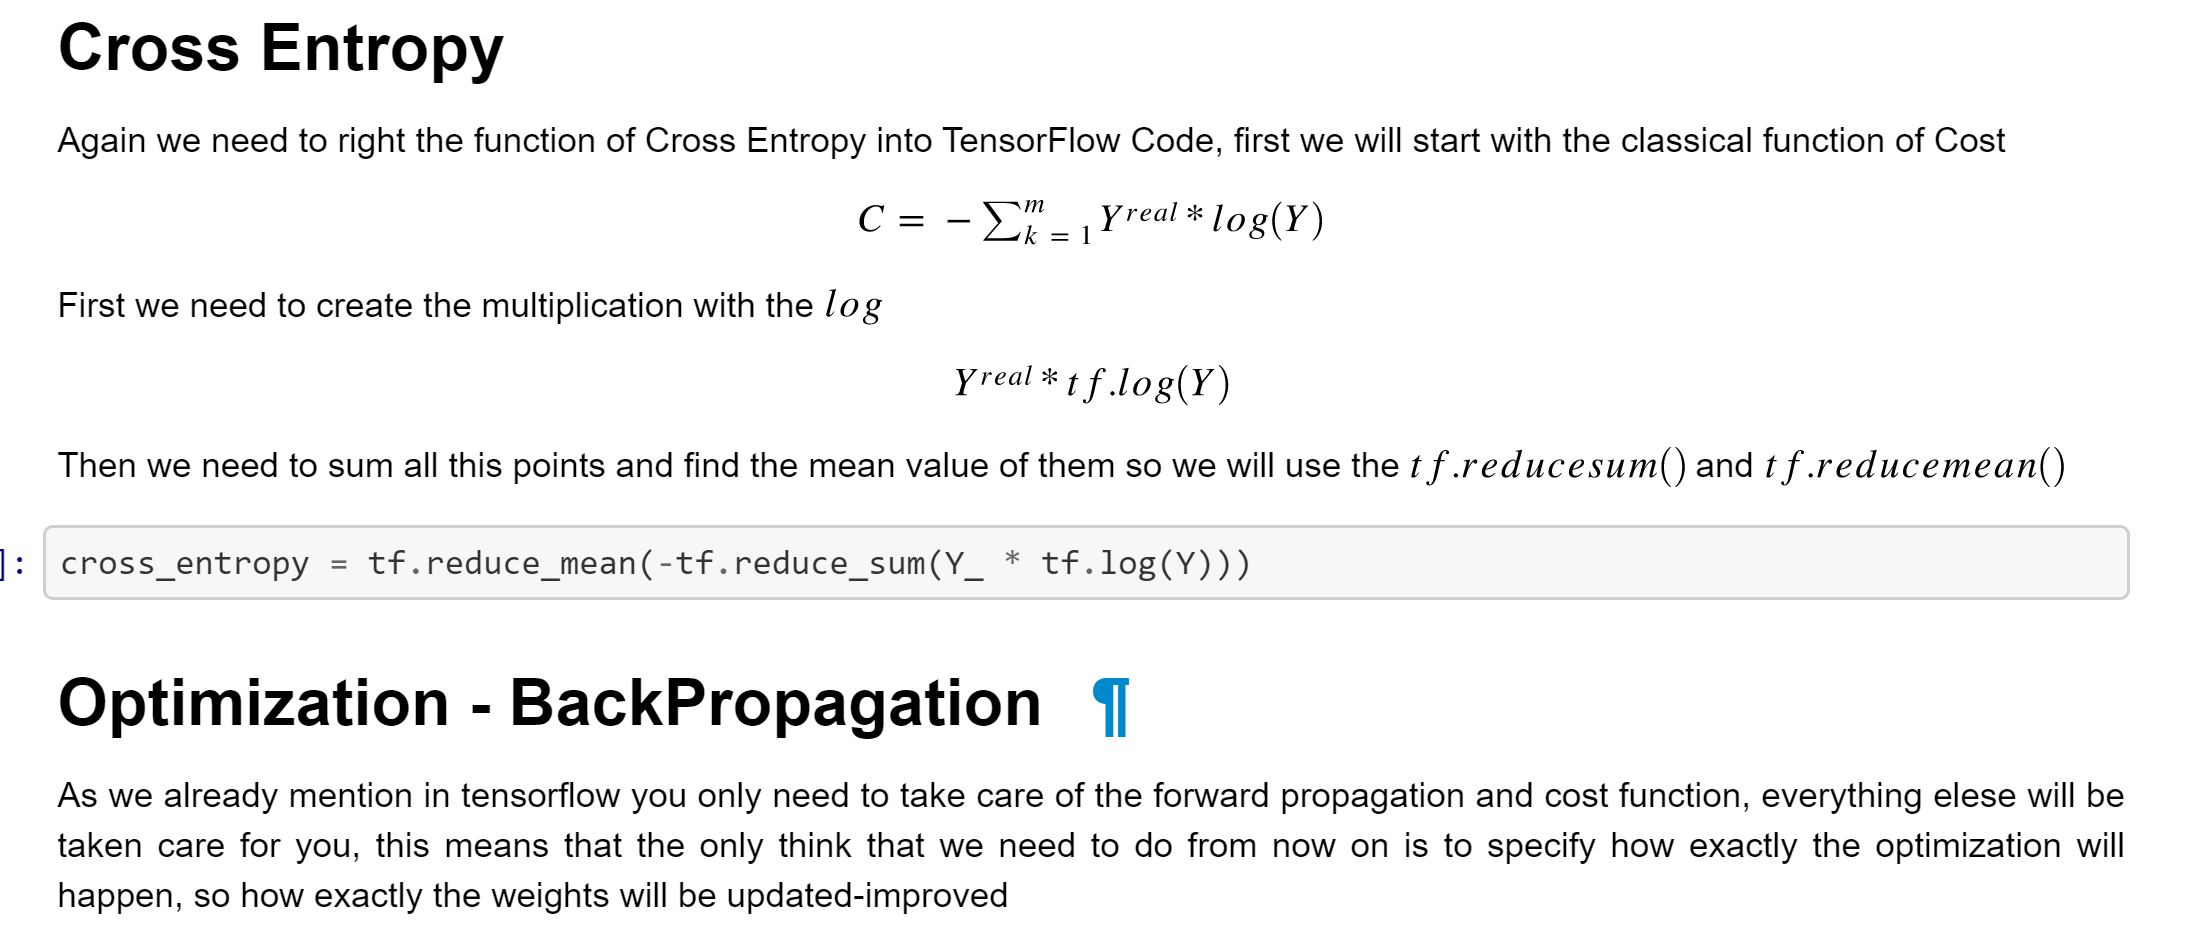 Cross Entropy
Again we need to right the function of Cross Entropy into TensorFlow Code, first we will start with the classical function of Cost
C = − ∑ᵐₖ ₌ ₁ Y^real * log(Y)
First we need to create the multiplication with the log
Y^real * tf.log(Y)
Then we need to sum all this points and find the mean value of them so we will use the tf.reducesum() and tf.reducemean()
]: cross_entropy = tf.reduce_mean(-tf.reduce_sum(Y_ * tf.log(Y)))
Optimization - BackPropagation ¶
As we already mention in tensorflow you only need to take care of the forward propagation and cost function, everything elese will be
taken care for you, this means that the only think that we need to do from now on is to specify how exactly the optimization will
happen, so how exactly the weights will be updated-improved